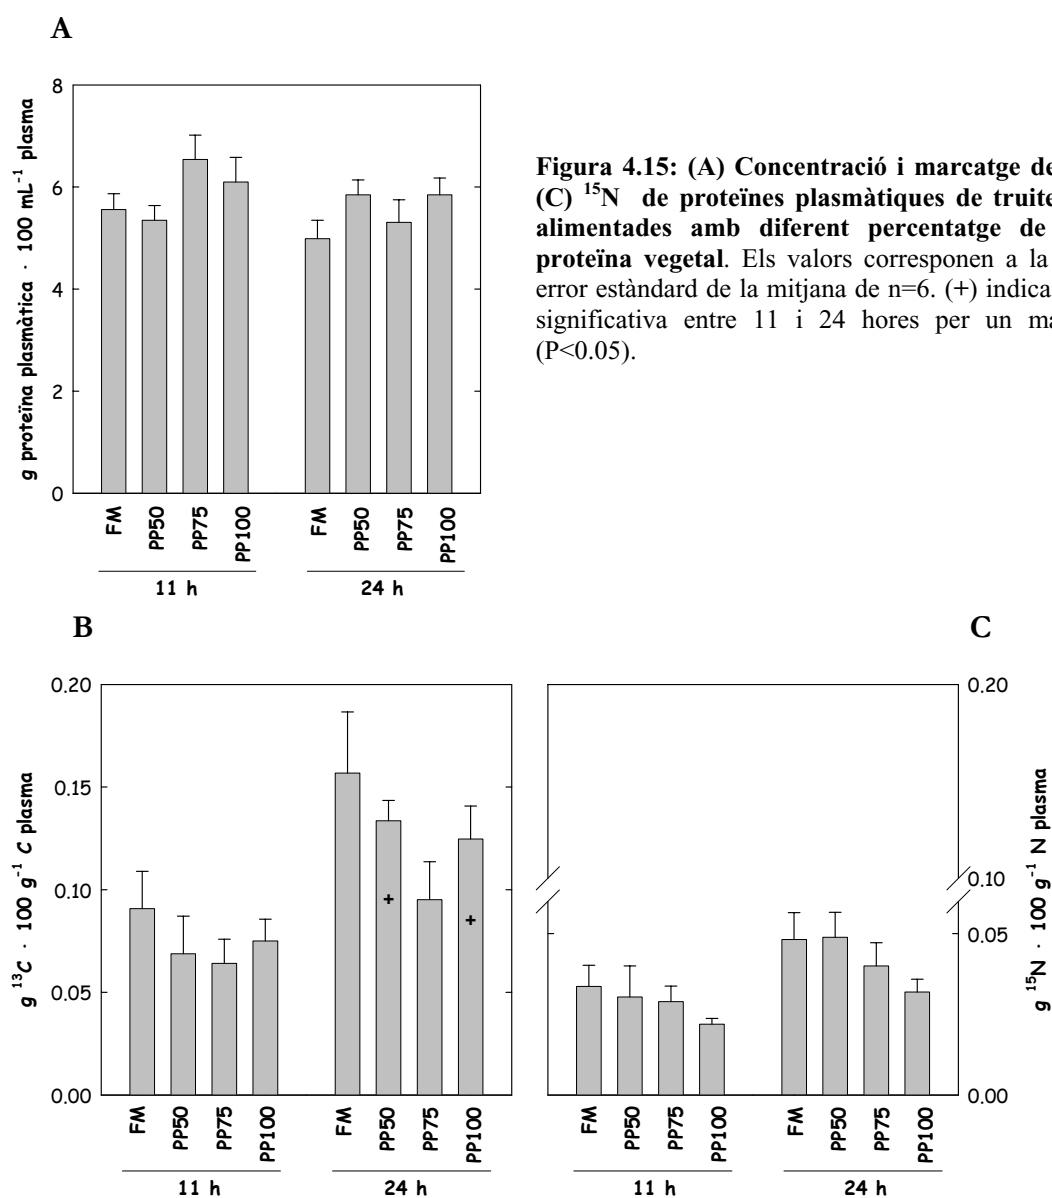 A
8
6
4
2
0
g proteïna plasmàtica · 100 mL⁻¹ plasma
FM
PP50
PP75
PP100
FM
PP50
PP75
PP100
11 h
24 h
Figura 4.15: (A) Concentració i marcatge de
(C) ¹⁵N de proteïnes plasmàtiques de truite
alimentades amb diferent percentatge de
proteïna vegetal. Els valors corresponen a la
error estàndard de la mitjana de n=6. (+) indica
significativa entre 11 i 24 hores per un ma
(P<0.05).
B
0.20
0.15
0.10
0.05
0.00
g ¹³C · 100 g⁻¹ C plasma
+
+
FM
PP50
PP75
PP100
FM
PP50
PP75
PP100
11 h
24 h
C
0.20
0.10
0.05
0.00
g ¹⁵N · 100 g⁻¹ N plasma
FM
PP50
PP75
PP100
FM
PP50
PP75
PP100
11 h
24 h